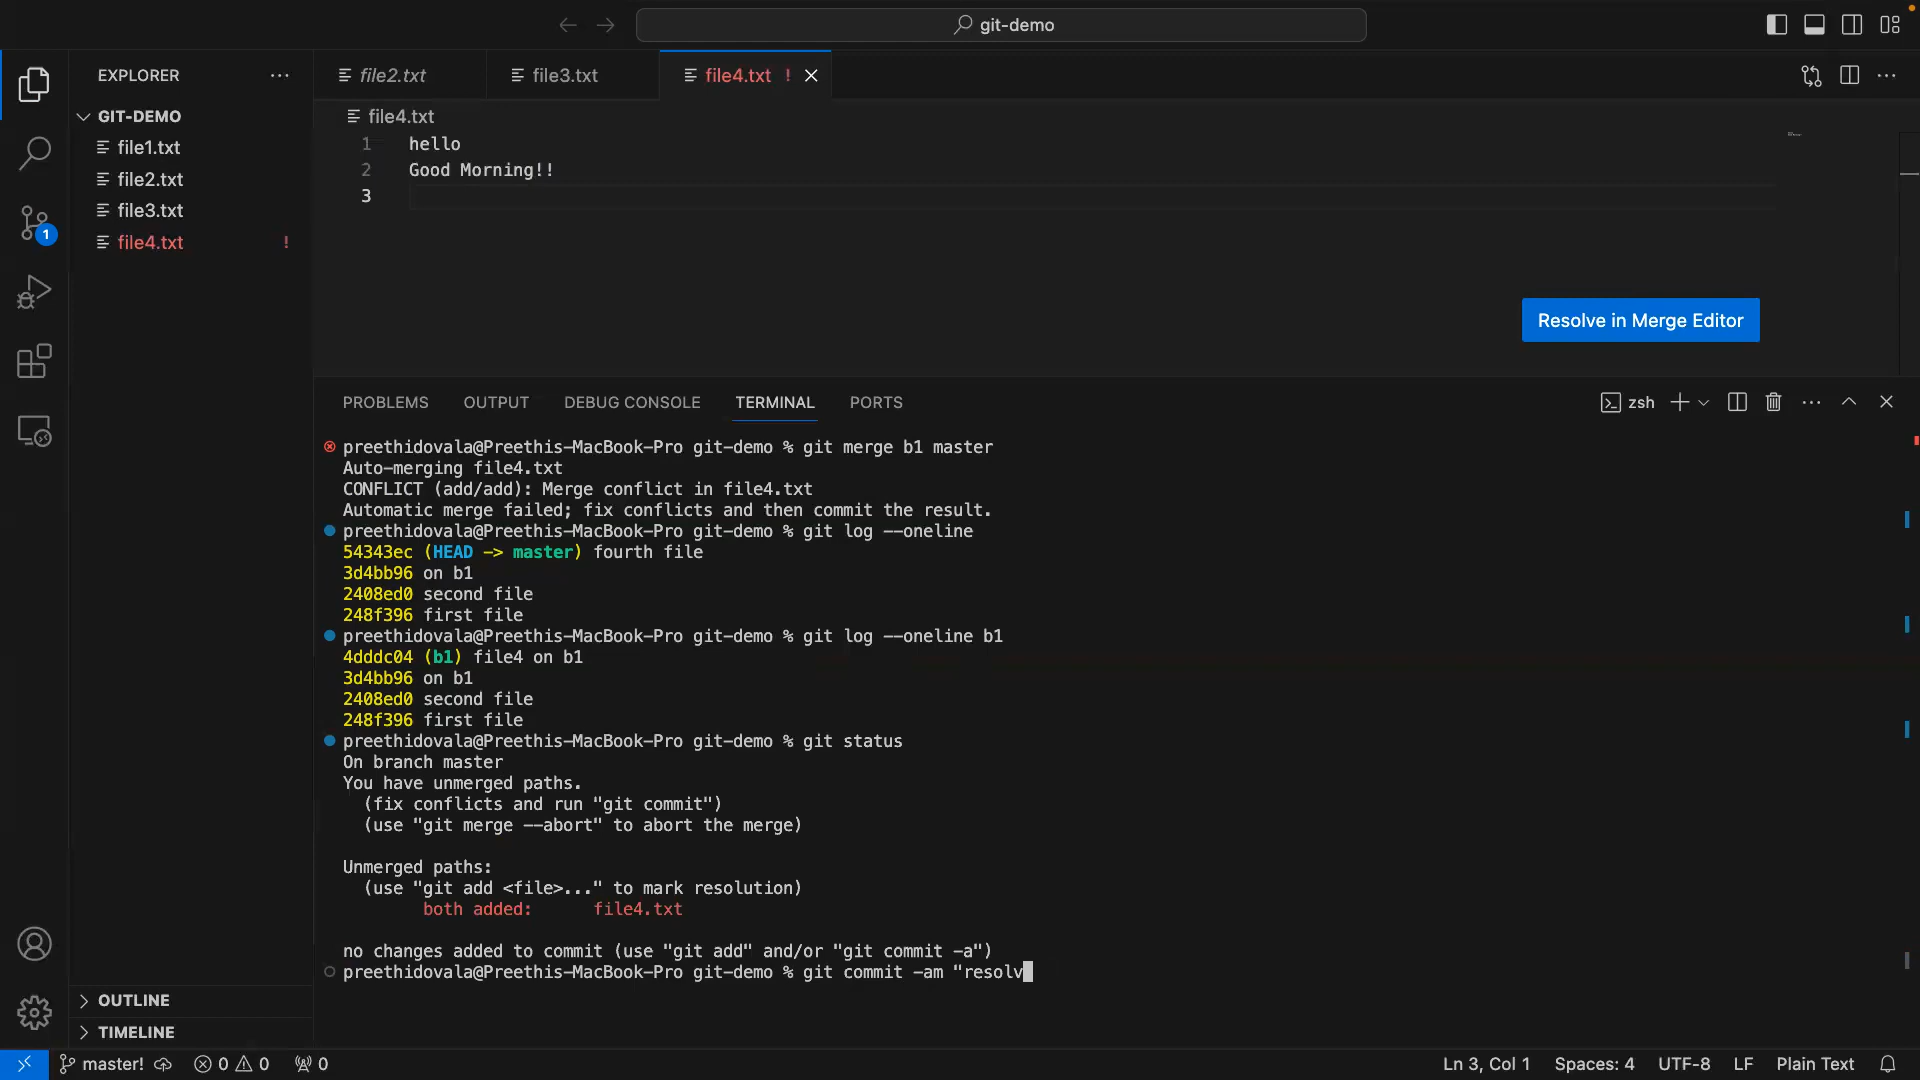 git-demo
EXPLORER
GIT-DEMO
file1.txt
file2.txt
file3.txt
file4.txt !
OUTLINE
TIMELINE
file2.txt
file3.txt
file4.txt !
file4.txt
1 hello
2 Good Morning!!
3
Resolve in Merge Editor
PROBLEMS OUTPUT DEBUG CONSOLE TERMINAL PORTS
zsh
preethidovala@Preethis-MacBook-Pro git-demo % git merge b1 master
Auto-merging file4.txt
CONFLICT (add/add): Merge conflict in file4.txt
Automatic merge failed; fix conflicts and then commit the result.
preethidovala@Preethis-MacBook-Pro git-demo % git log --oneline
54343ec (HEAD -> master) fourth file
3d4bb96 on b1
2408ed0 second file
248f396 first file
preethidovala@Preethis-MacBook-Pro git-demo % git log --oneline b1
4dddc04 (b1) file4 on b1
3d4bb96 on b1
2408ed0 second file
248f396 first file
preethidovala@Preethis-MacBook-Pro git-demo % git status
On branch master
You have unmerged paths.
(fix conflicts and run "git commit")
(use "git merge --abort" to abort the merge)
Unmerged paths:
(use "git add <file>..." to mark resolution)
both added: file4.txt
no changes added to commit (use "git add" and/or "git commit -a")
preethidovala@Preethis-MacBook-Pro git-demo % git commit -am "resolv
1
master! 0 0 0
Ln 3, Col 1 Spaces: 4 UTF-8 LF Plain Text